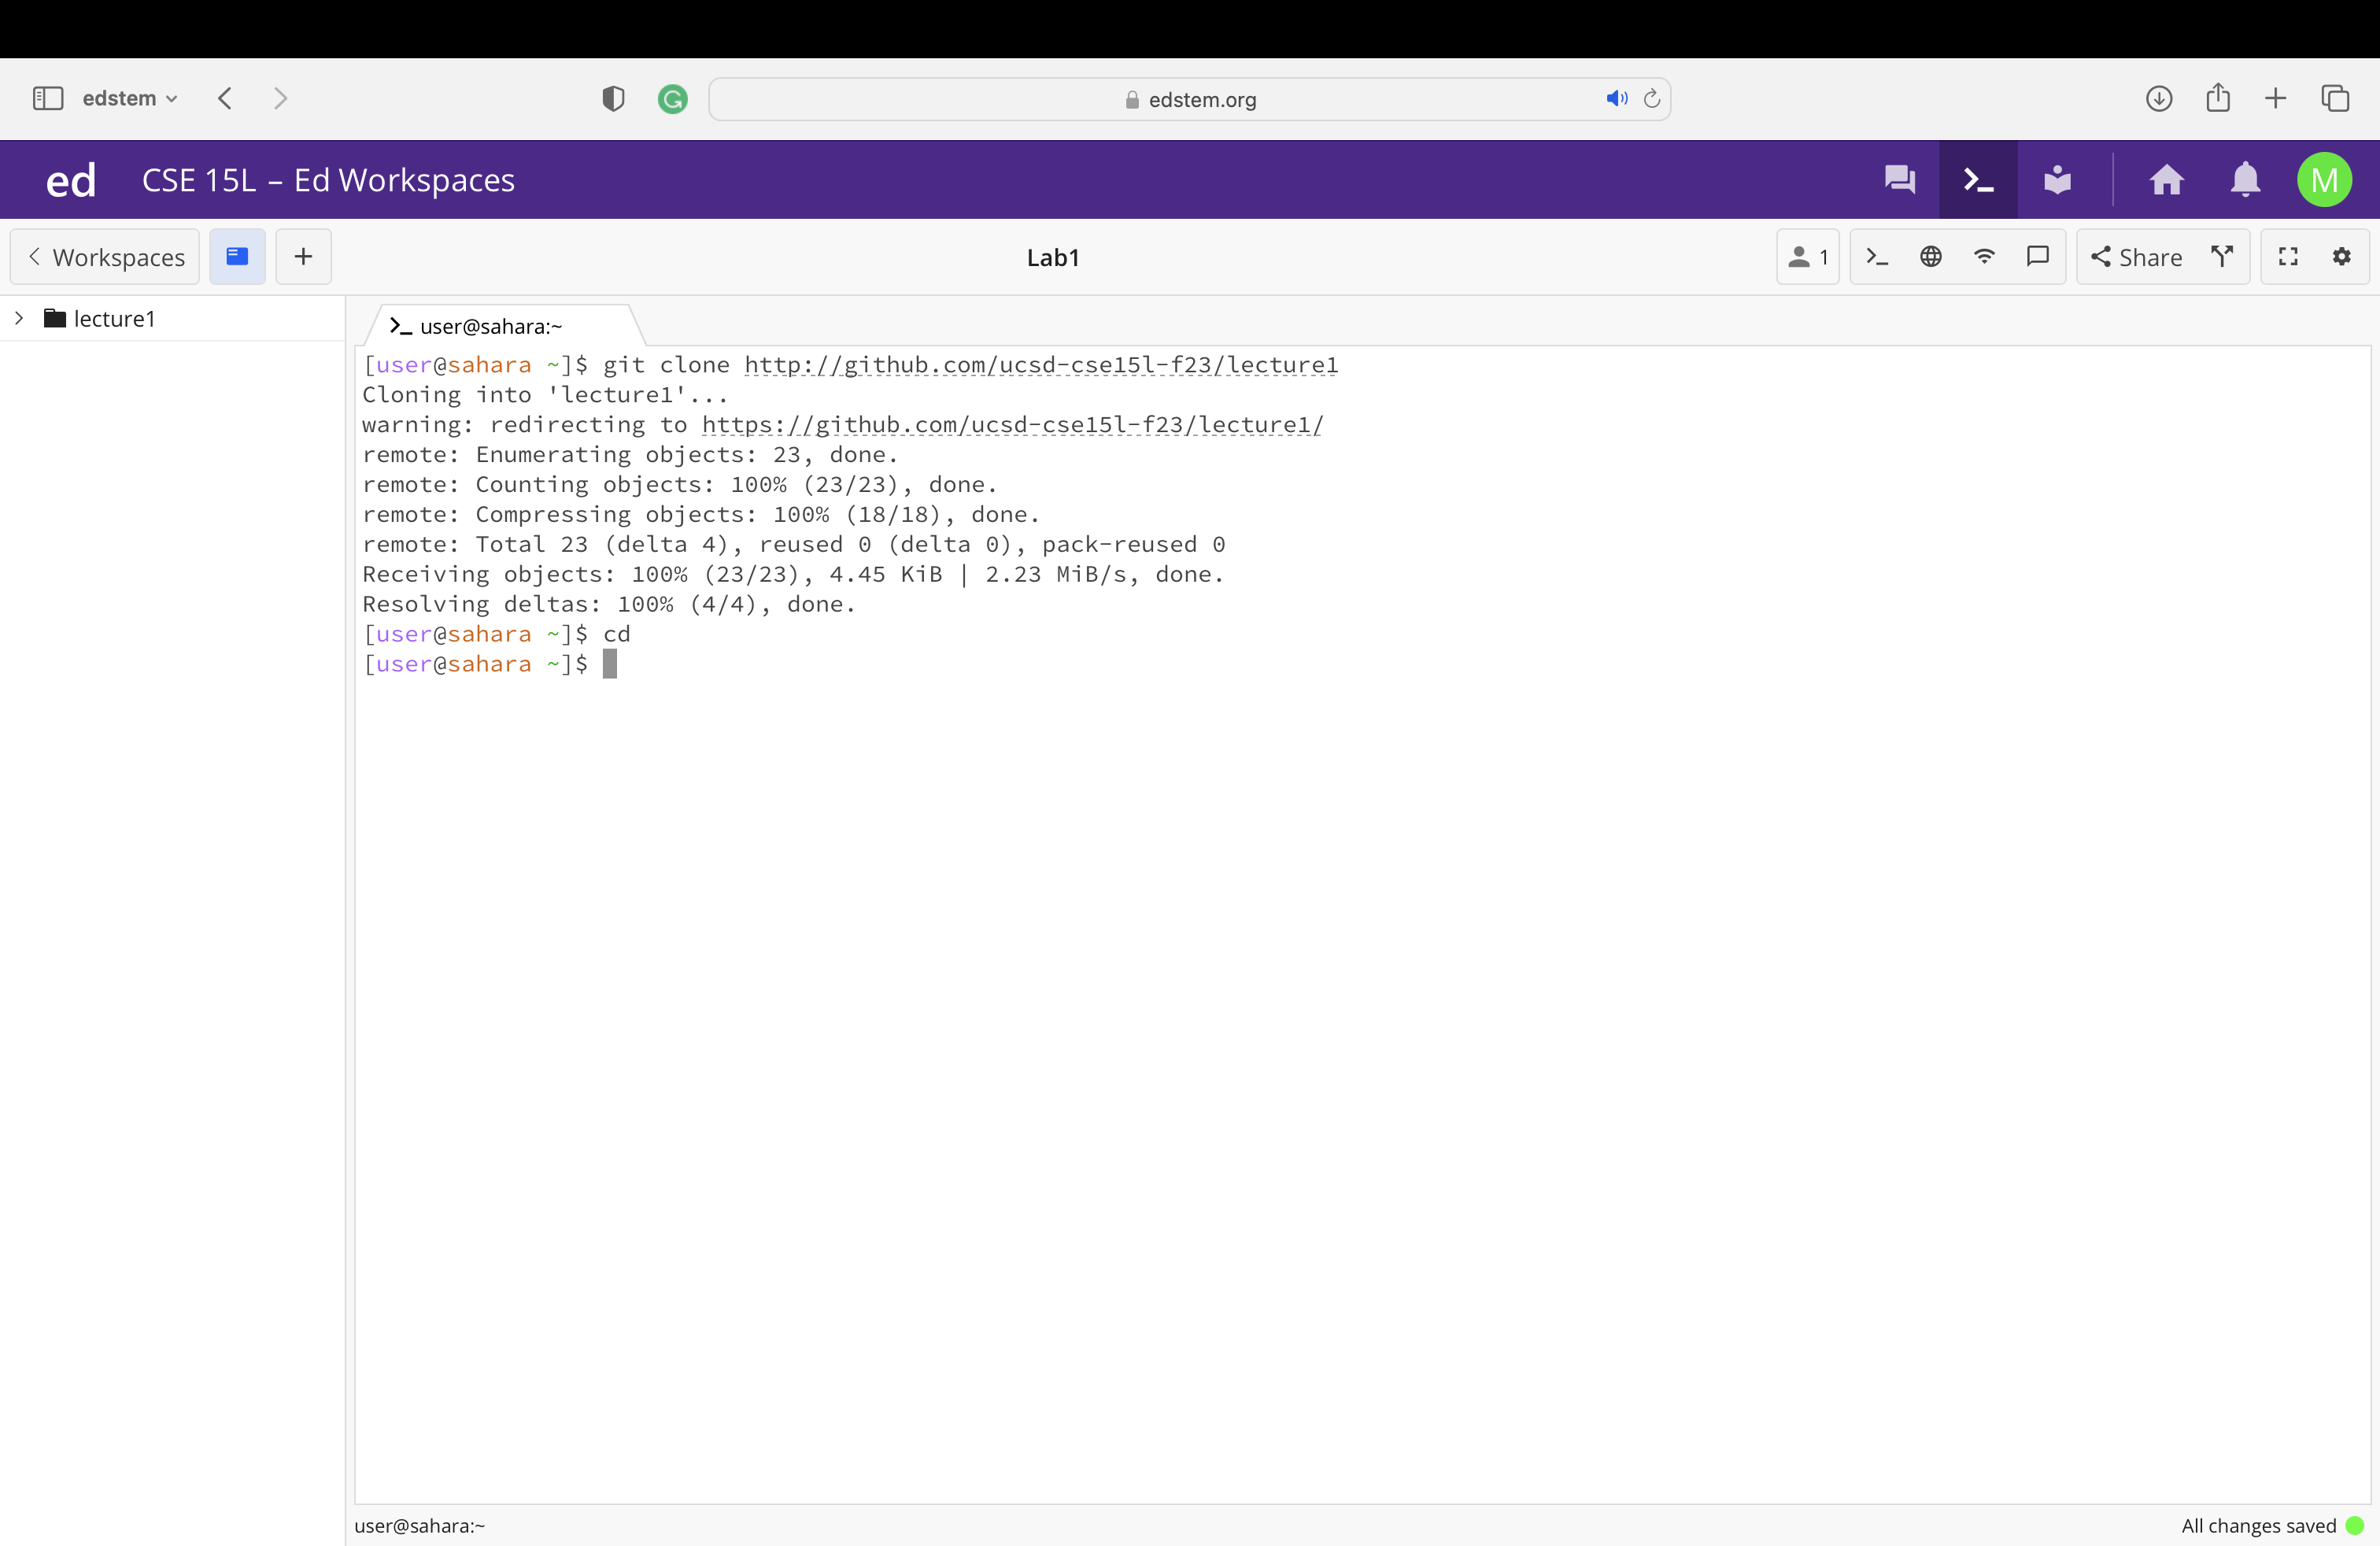 edstem
edstem.org
ed CSE 15L – Ed Workspaces
M
Workspaces
Lab1
1
Share
lecture1
user@sahara:~
[user@sahara ~]$ git clone http://github.com/ucsd-cse15l-f23/lecture1
Cloning into 'lecture1'...
warning: redirecting to https://github.com/ucsd-cse15l-f23/lecture1/
remote: Enumerating objects: 23, done.
remote: Counting objects: 100% (23/23), done.
remote: Compressing objects: 100% (18/18), done.
remote: Total 23 (delta 4), reused 0 (delta 0), pack-reused 0
Receiving objects: 100% (23/23), 4.45 KiB | 2.23 MiB/s, done.
Resolving deltas: 100% (4/4), done.
[user@sahara ~]$ cd
[user@sahara ~]$
user@sahara:~
All changes saved